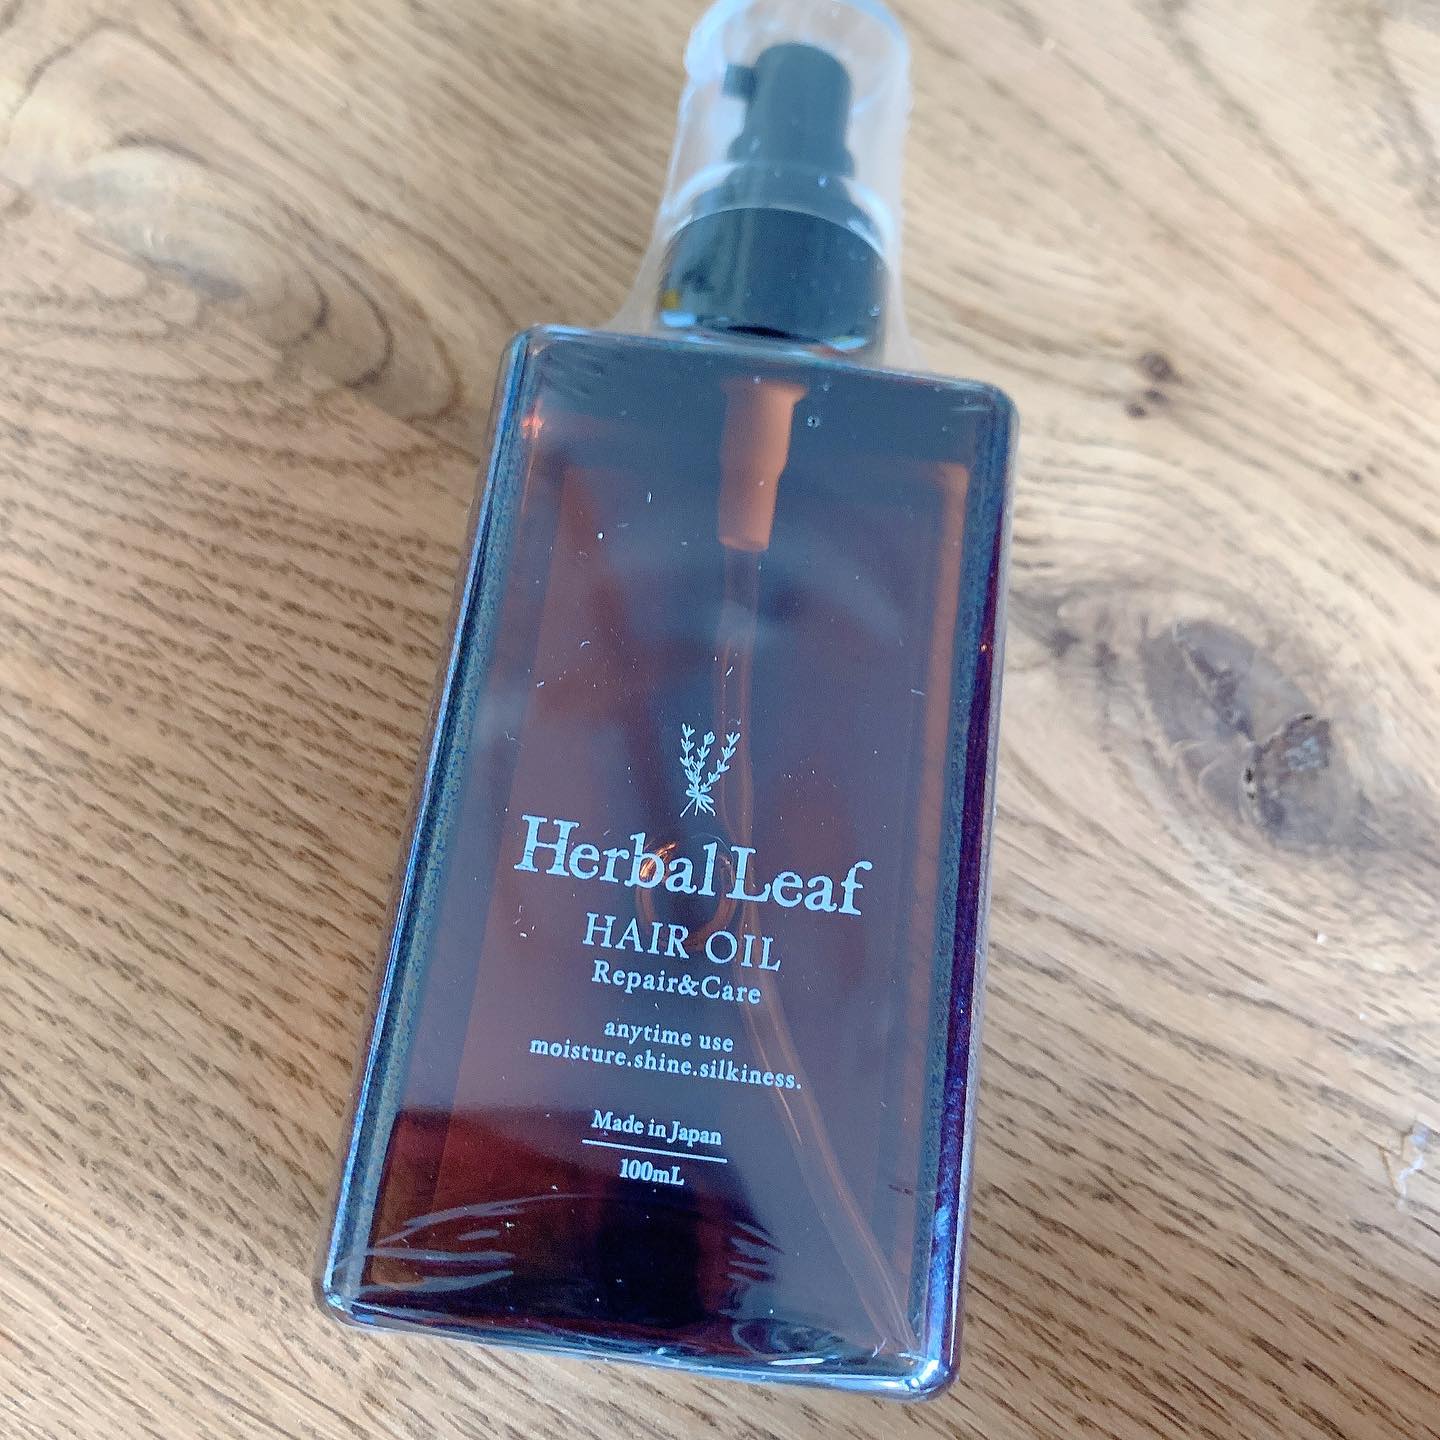 Herbal Leaf
HAIR OIL
Repair&Care
anytime use
moisture.shine.silkiness.
Made in Japan
100mL